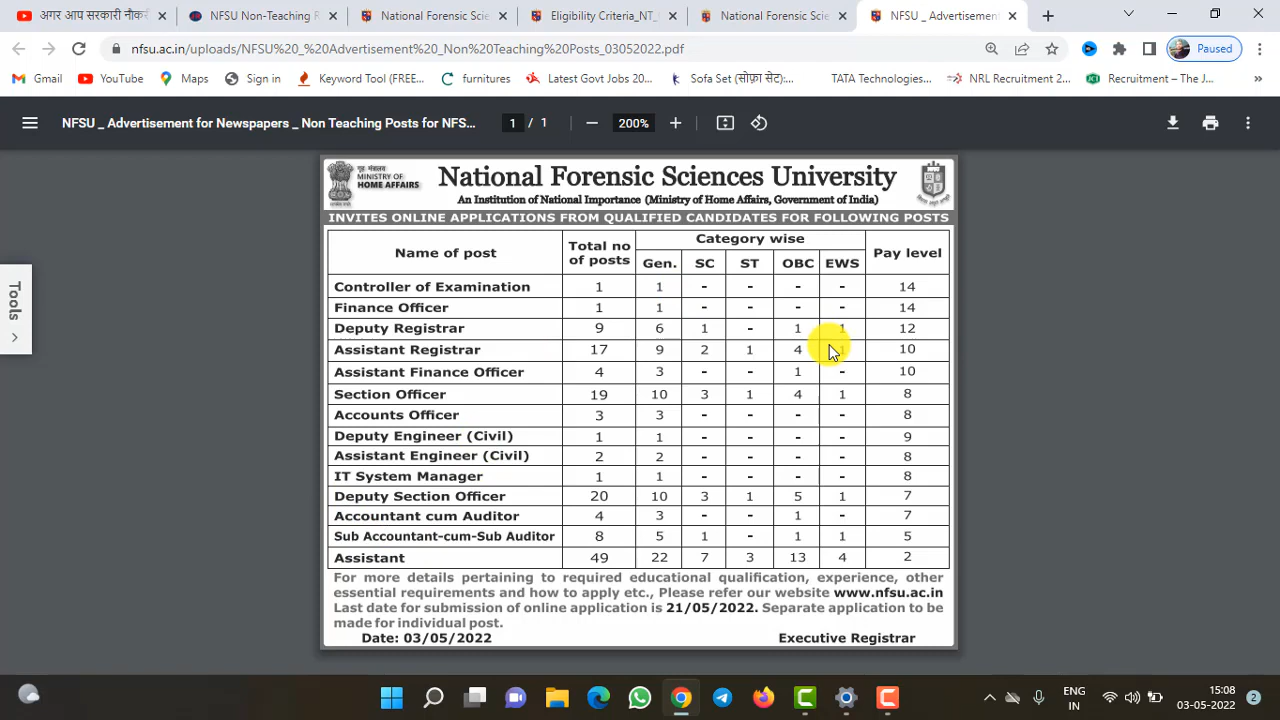 अगर आप सरकारी नौकरी
NFSU Non-Teaching R
National Forensic Scien
Eligibility Criteria_NT_
National Forensic Scien
NFSU _ Advertisement
nfsu.ac.in/uploads/NFSU%20_%20Advertisement%20_Non%20Teaching%20Posts_03052022.pdf
Paused
Gmail
YouTube
Maps
Sign in
Keyword Tool (FREE...
furnitures
Latest Govt Jobs 20...
Sofa Set (सोफ़ा सेट):...
TATA Technologies...
NRL Recruitment 2...
Recruitment – The J...
NFSU _ Advertisement for Newspapers _ Non Teaching Posts for NFS...
1 / 1
200%
Tools
MINISTRY OF
HOME AFFAIRS
National Forensic Sciences University
An Institution of National Importance (Ministry of Home Affairs, Government of India)
INVITES ONLINE APPLICATIONS FROM QUALIFIED CANDIDATES FOR FOLLOWING POSTS
Name of post Total no of posts Category wise Pay level
Gen. SC ST OBC EWS
Controller of Examination 1 1 - - - - 14
Finance Officer 1 1 - - - - 14
Deputy Registrar 9 6 1 - 1 1 12
Assistant Registrar 17 9 2 1 4 1 10
Assistant Finance Officer 4 3 - - 1 - 10
Section Officer 19 10 3 1 4 1 8
Accounts Officer 3 3 - - - - 8
Deputy Engineer (Civil) 1 1 - - - - 9
Assistant Engineer (Civil) 2 2 - - - - 8
IT System Manager 1 1 - - - - 8
Deputy Section Officer 20 10 3 1 5 1 7
Accountant cum Auditor 4 3 - - 1 - 7
Sub Accountant-cum-Sub Auditor 8 5 1 - 1 1 5
Assistant 49 22 7 3 13 4 2
For more details pertaining to required educational qualification, experience, other
essential requirements and how to apply etc., Please refer our website www.nfsu.ac.in
Last date for submission of online application is 21/05/2022. Separate application to be
made for individual post.
Date: 03/05/2022 Executive Registrar
ENG
IN
15:08
03-05-2022
2